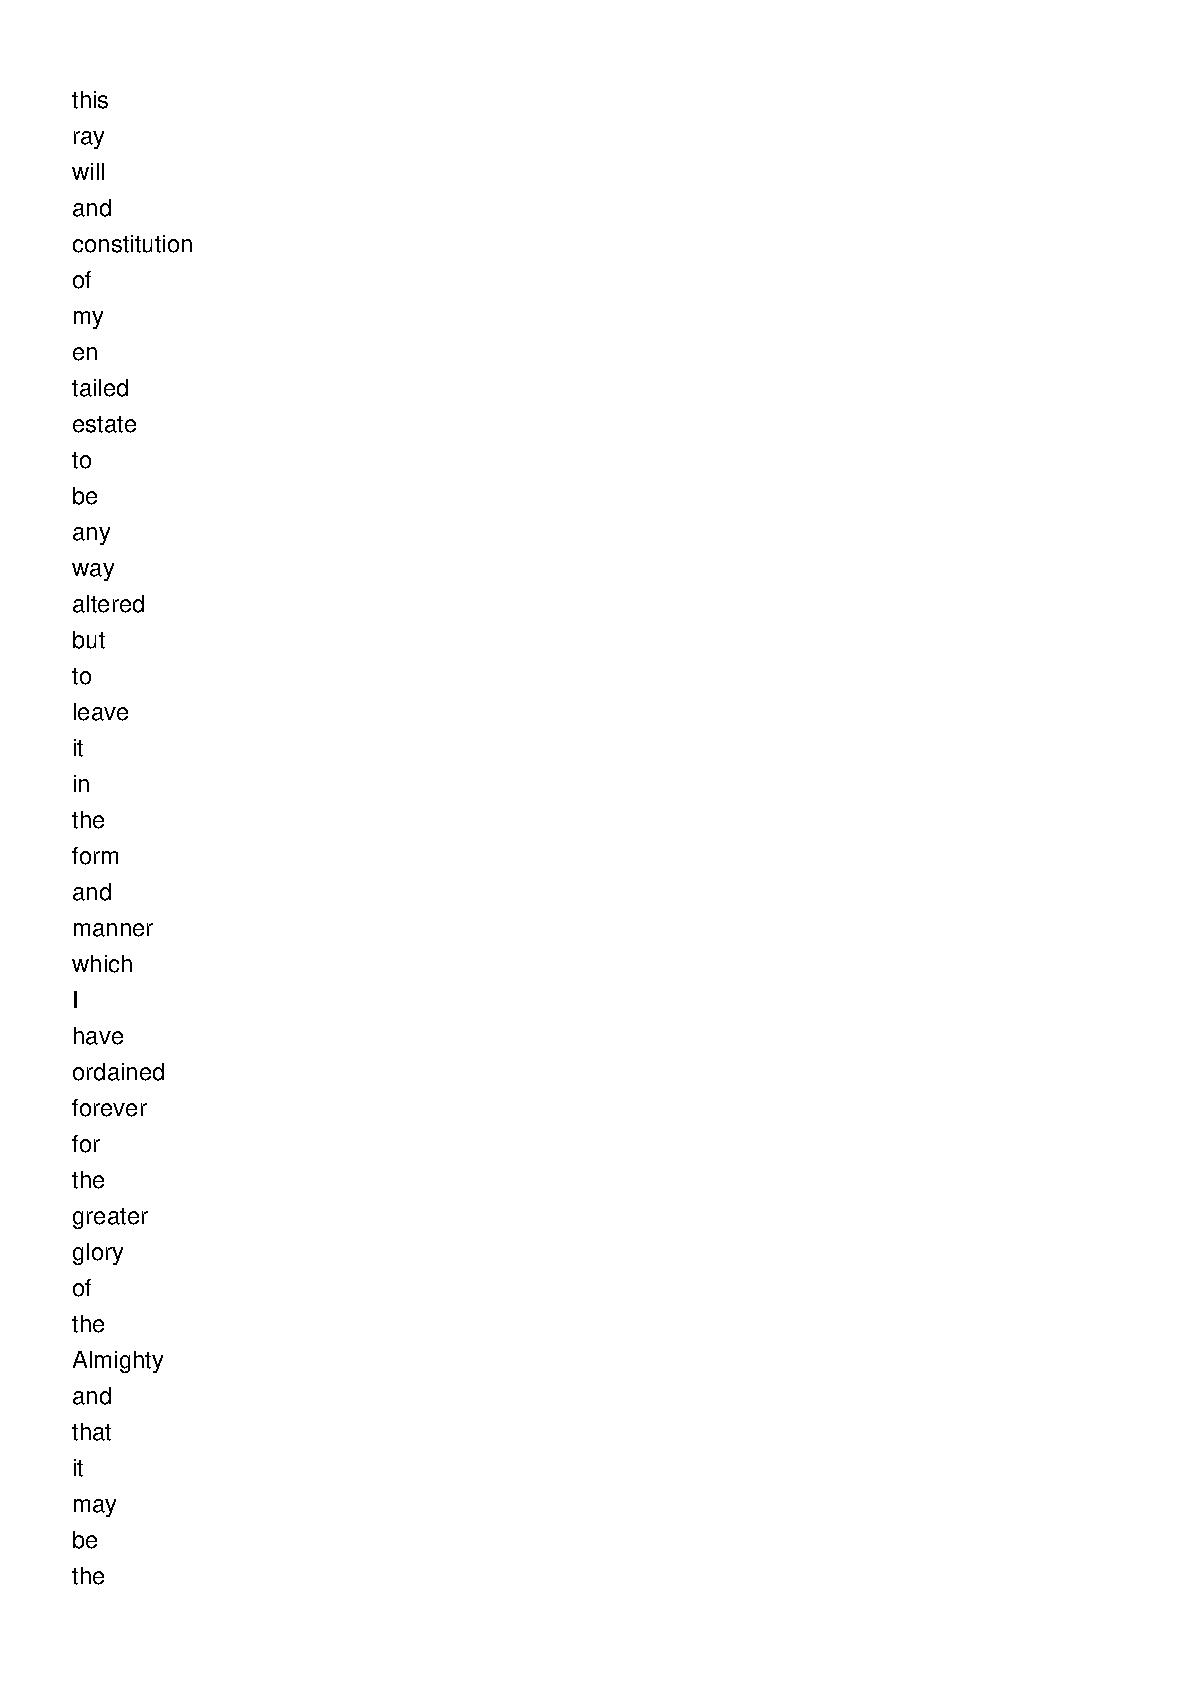 this
ray
will
and
constitution
of
my
en
tailed
estate
to
be
any
way
altered
but
to
leave
it
in
the
form
and
manner
which
I
have
ordained
forever
for
the
greater
glory
of
the
Almighty
and
that
it
may
be
the